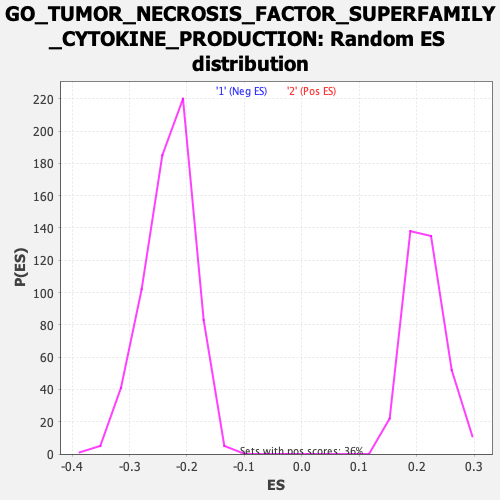 GO_TUMOR_NECROSIS_FACTOR_SUPERFAMILY
_CYTOKINE_PRODUCTION: Random ES
distribution
'1' (Neg ES) '2' (Pos ES)
220
200
180
160
140
120
100
80
60
40
20
0
P(ES)
Sets with pos scores: 36%
-0.4 -0.3 -0.2 -0.1 0.0 0.1 0.2 0.3
ES